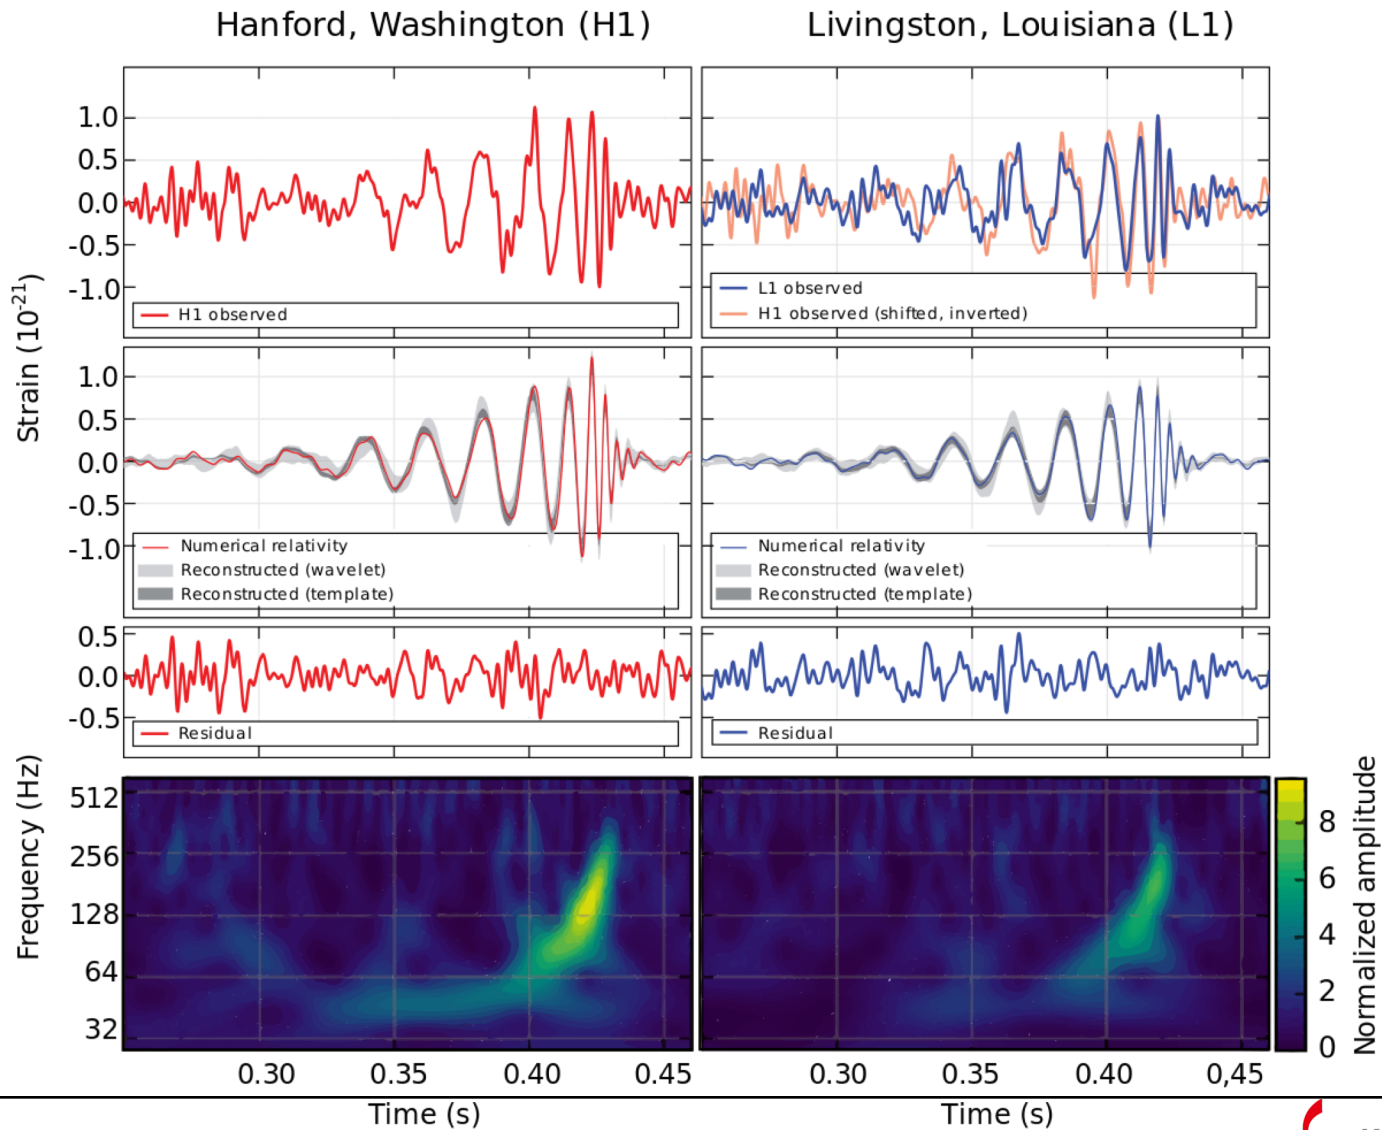 Hanford, Washington (H1)
Livingston, Louisiana (L1)
Strain (10⁻²¹)
1.0
0.5
0.0
-0.5
-1.0
H1 observed
L1 observed
H1 observed (shifted, inverted)
1.0
0.5
0.0
-0.5
-1.0
Numerical relativity
Reconstructed (wavelet)
Reconstructed (template)
Numerical relativity
Reconstructed (wavelet)
Reconstructed (template)
0.5
0.0
-0.5
Residual
Residual
Frequency (Hz)
512
256
128
64
32
Normalized amplitude
8
6
4
2
0
0.30 0.35 0.40 0.45
0.30 0.35 0.40 0,45
Time (s)
Time (s)